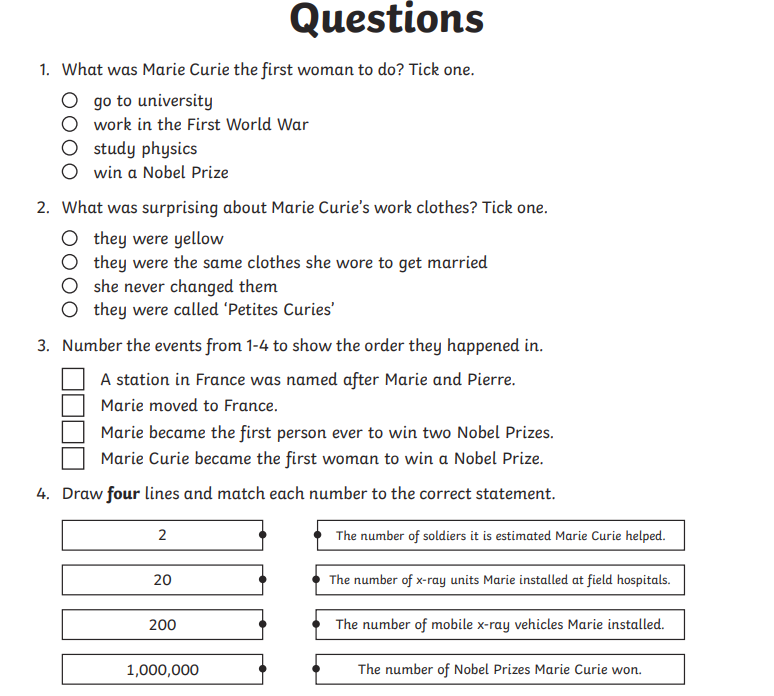 Questions
1. What was Marie Curie the first woman to do? Tick one.
go to university
work in the First World War
study physics
win a Nobel Prize
2. What was surprising about Marie Curie's work clothes? Tick one.
they were yellow
they were the same clothes she wore to get married
she never changed them
they were called 'Petites Curies'
3. Number the events from 1-4 to show the order they happened in.
A station in France was named after Marie and Pierre.
Marie moved to France.
Marie became the first person ever to win two Nobel Prizes.
Marie Curie became the first woman to win a Nobel Prize.
4. Draw four lines and match each number to the correct statement.
2 The number of soldiers it is estimated Marie Curie helped.
20 The number of x-ray units Marie installed at field hospitals.
200 The number of mobile x-ray vehicles Marie installed.
1,000,000 The number of Nobel Prizes Marie Curie won.